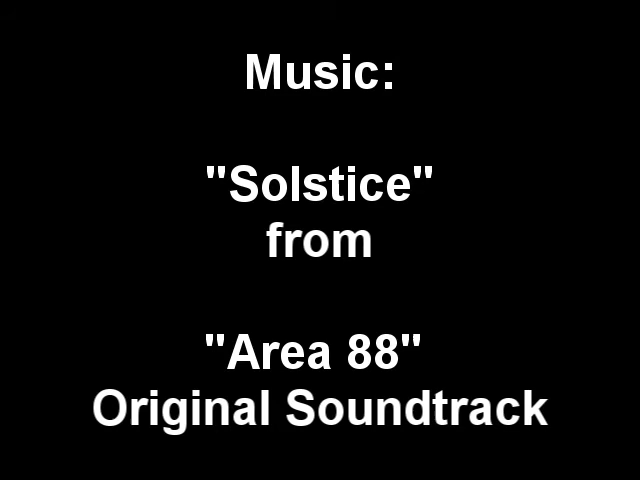 Music:
"Solstice"
from
"Area 88"
Original Soundtrack